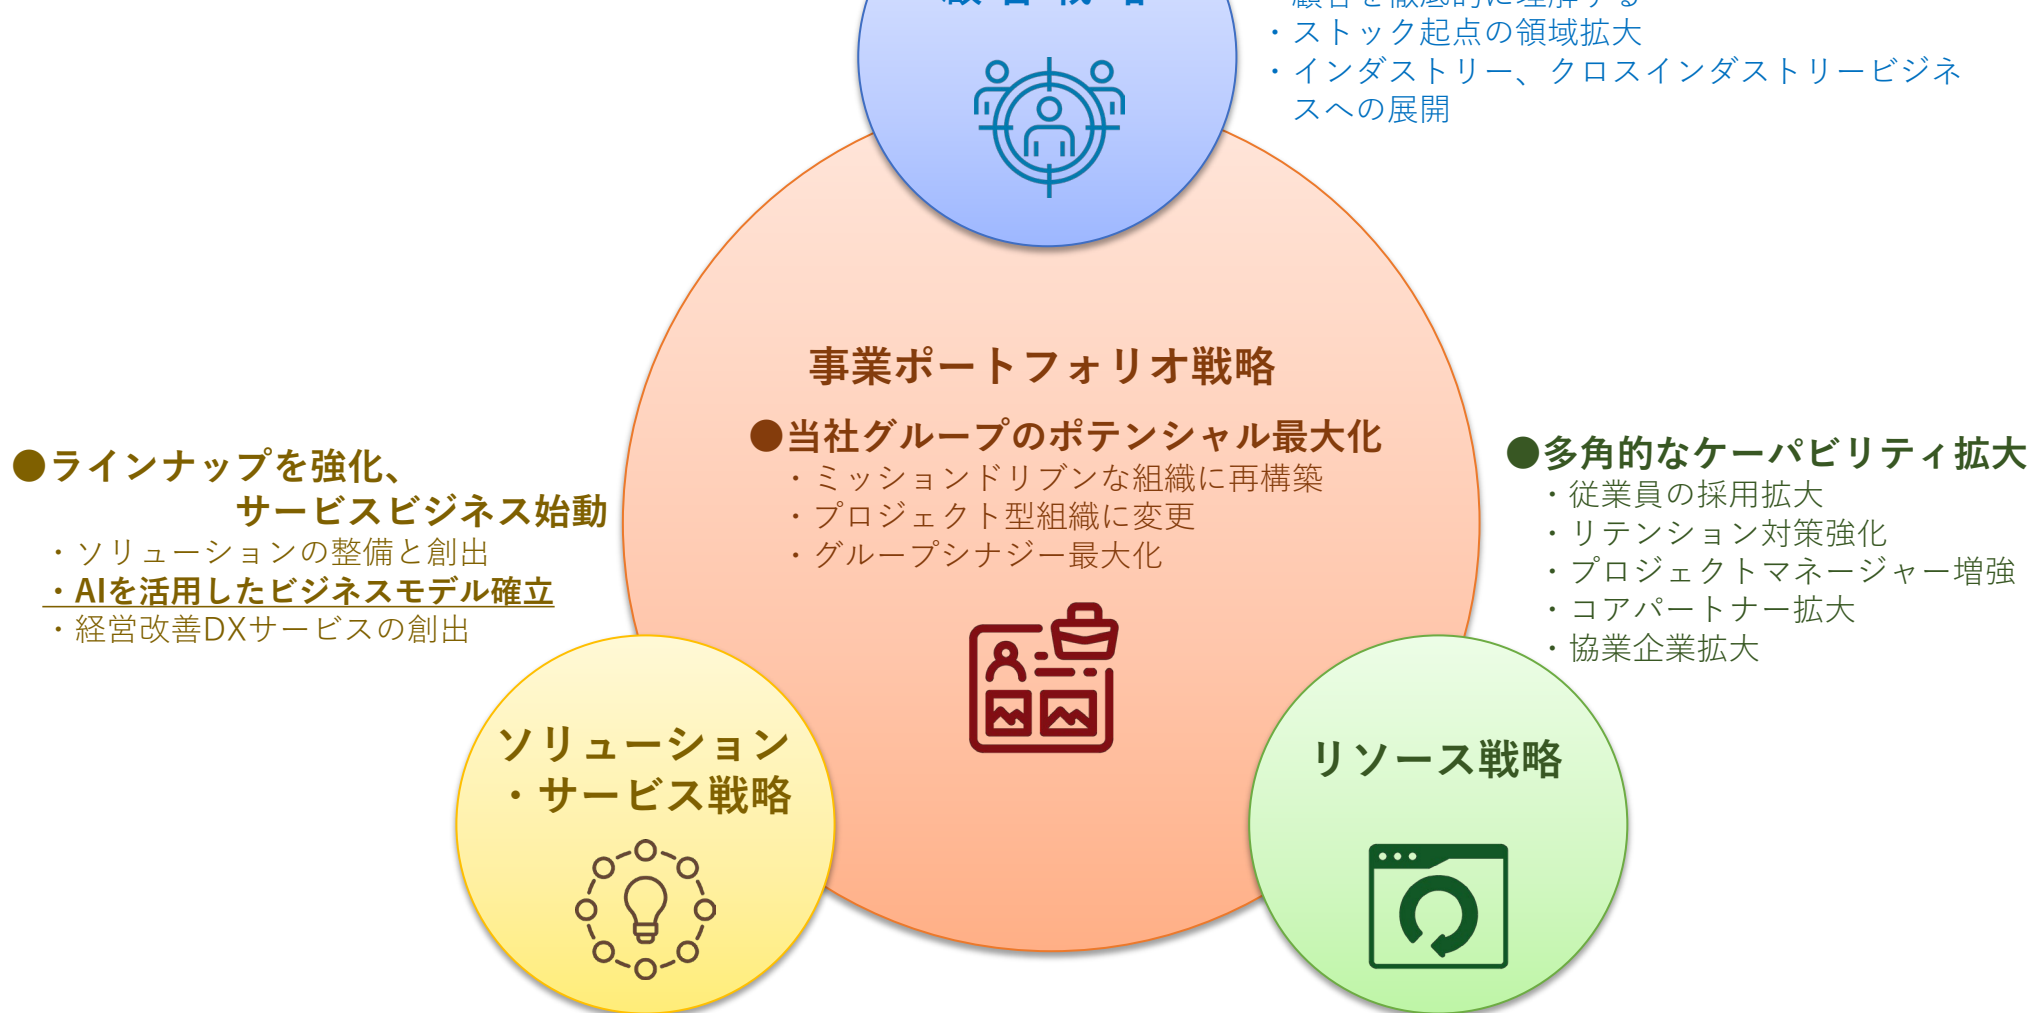 ・ストック起点の領域拡大
・インダストリー、クロスインダストリービジネ
スへの展開
事業ポートフォリオ戦略
●当社グループのポテンシャル最大化
・ミッションドリブンな組織に再構築
・プロジェクト型組織に変更
・グループシナジー最大化
●ラインナップを強化、
サービスビジネス始動
・ソリューションの整備と創出
・AIを活用したビジネスモデル確立
・経営改善DXサービスの創出
●多角的なケーパビリティ拡大
・従業員の採用拡大
・リテンション対策強化
・プロジェクトマネージャー増強
・コアパートナー拡大
・協業企業拡大
ソリューション
・サービス戦略
リソース戦略